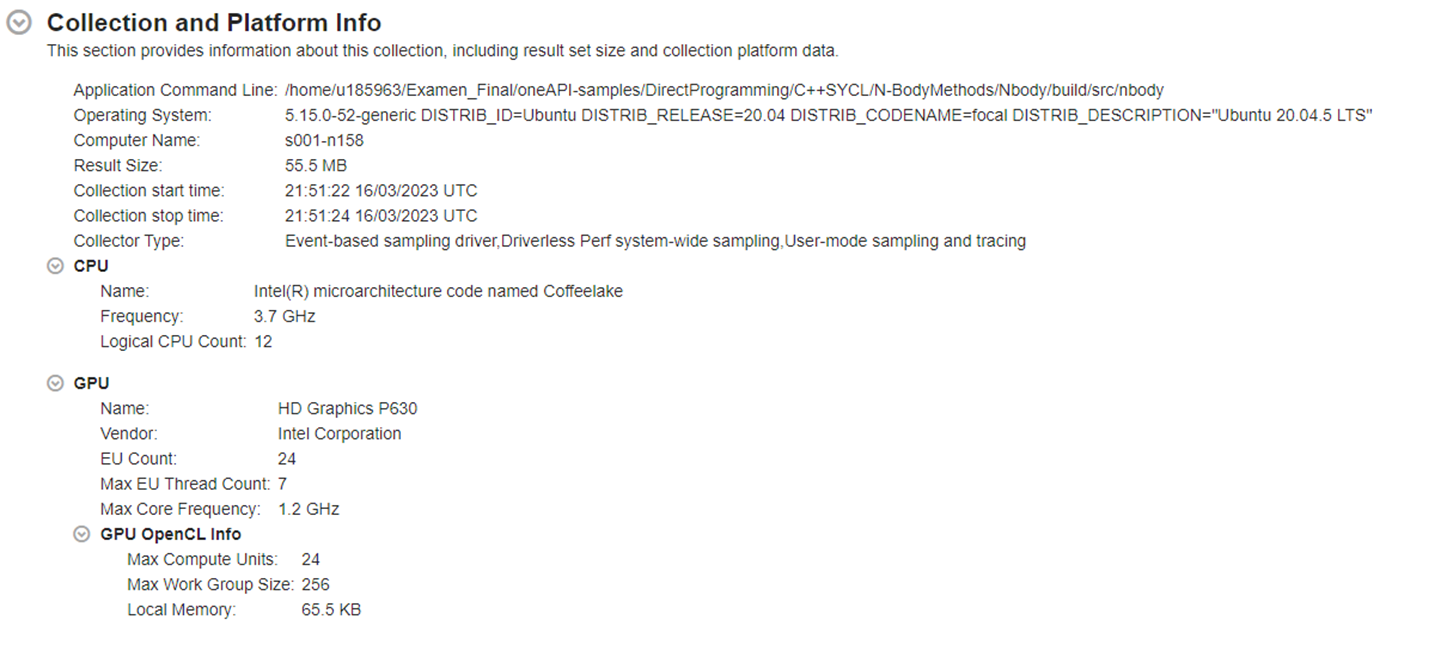 Collection and Platform Info
This section provides information about this collection, including result set size and collection platform data.
Application Command Line: /home/u185963/Examen_Final/oneAPI-samples/DirectProgramming/C++SYCL/N-BodyMethods/Nbody/build/src/nbody
Operating System: 5.15.0-52-generic DISTRIB_ID=Ubuntu DISTRIB_RELEASE=20.04 DISTRIB_CODENAME=focal DISTRIB_DESCRIPTION="Ubuntu 20.04.5 LTS"
Computer Name: s001-n158
Result Size: 55.5 MB
Collection start time: 21:51:22 16/03/2023 UTC
Collection stop time: 21:51:24 16/03/2023 UTC
Collector Type: Event-based sampling driver,Driverless Perf system-wide sampling,User-mode sampling and tracing
CPU
Name: Intel(R) microarchitecture code named Coffeelake
Frequency: 3.7 GHz
Logical CPU Count: 12
GPU
Name: HD Graphics P630
Vendor: Intel Corporation
EU Count: 24
Max EU Thread Count: 7
Max Core Frequency: 1.2 GHz
GPU OpenCL Info
Max Compute Units: 24
Max Work Group Size: 256
Local Memory: 65.5 KB